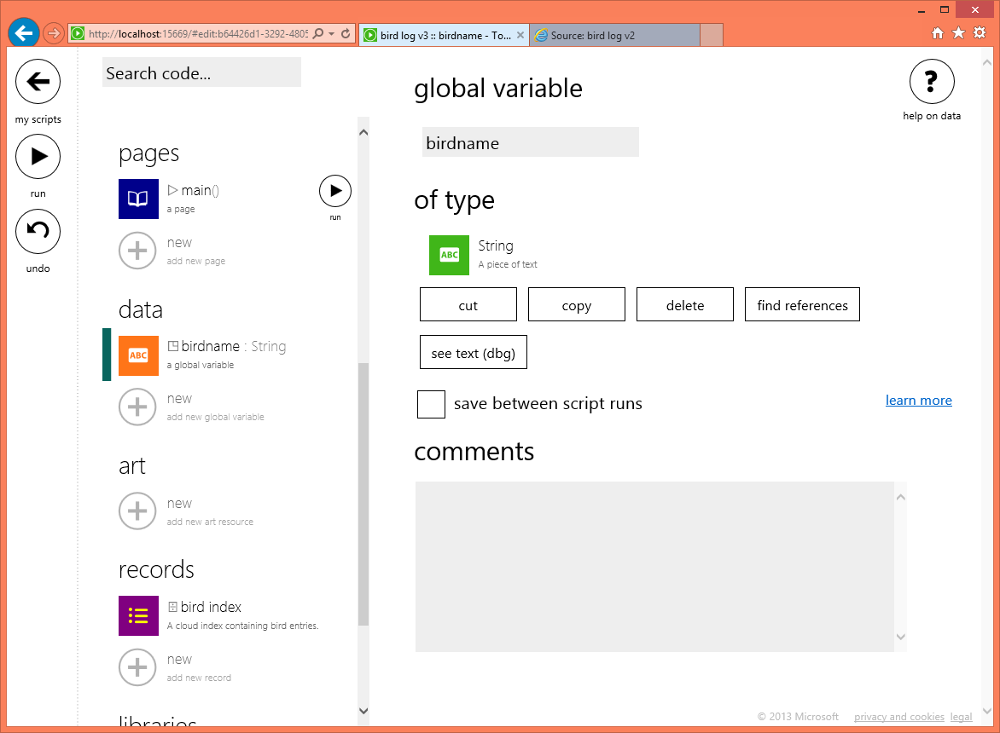 http://localhost:15669/#edit:b64426d1-3292-4805
bird log v3 :: birdname - To...
Source: bird log v2
my scripts
run
undo
Search code...
pages
main()
a page
run
new
add new page
data
ABC
birdname : String
a global variable
new
add new global variable
art
new
add new art resource
records
bird index
A cloud index containing bird entries.
new
add new record
libraries
global variable
birdname
of type
ABC
String
A piece of text
cut
copy
delete
find references
see text (dbg)
save between script runs
learn more
comments
?
help on data
© 2013 Microsoft privacy and cookies legal